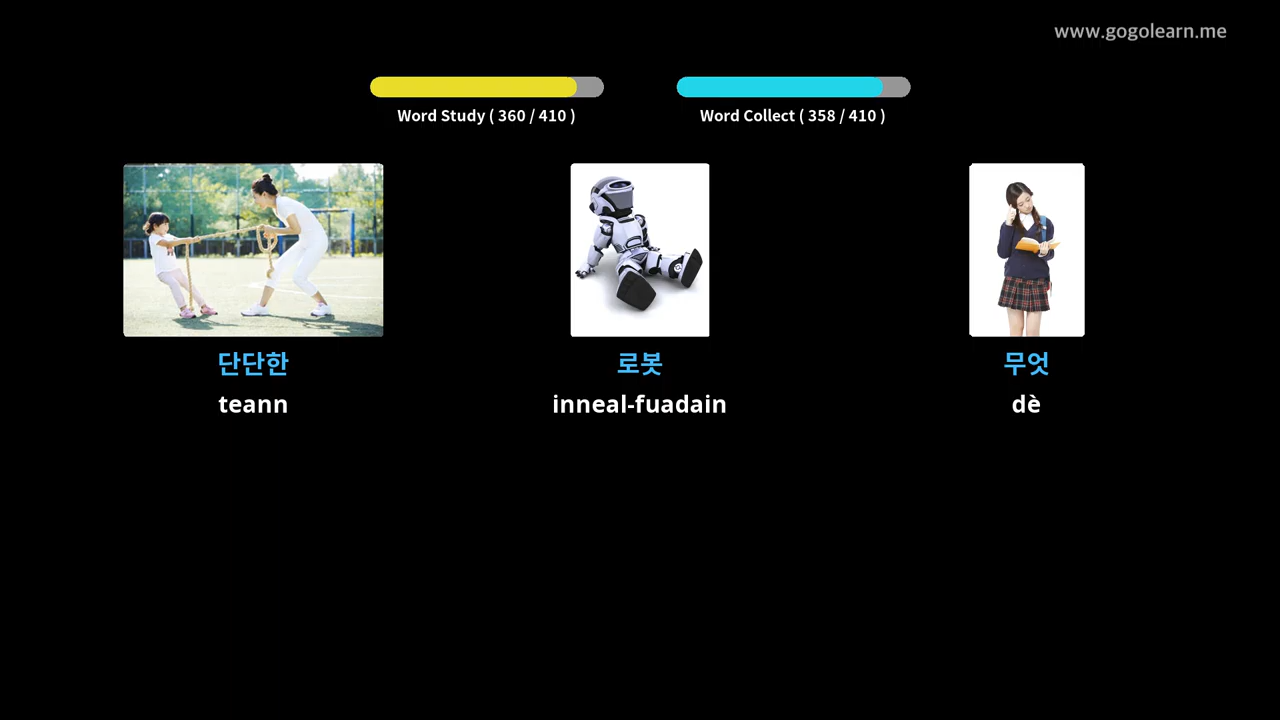 www.gogolearn.me
Word Study ( 360 / 410 )
Word Collect ( 358 / 410 )
단단한
로봇
무엇
teann
inneal-fuadain
dè